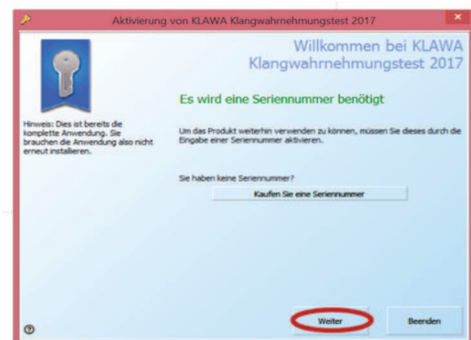 Aktivierung von KLAWA Klangwahrnehmungstest 2017
Willkommen bei KLAWA
Klangwahrnehmungstest 2017
Es wird eine Seriennummer benötigt
Hinweis: Dies ist bereits die
komplette Anwendung. Sie
brauchen die Anwendung also nicht
erneut installieren.
Um das Produkt weiterhin verwenden zu können, müssen Sie dieses durch die
Eingabe einer Seriennummer aktivieren.
Sie haben keine Seriennummer?
Kaufen Sie eine Seriennummer
Weiter
Beenden